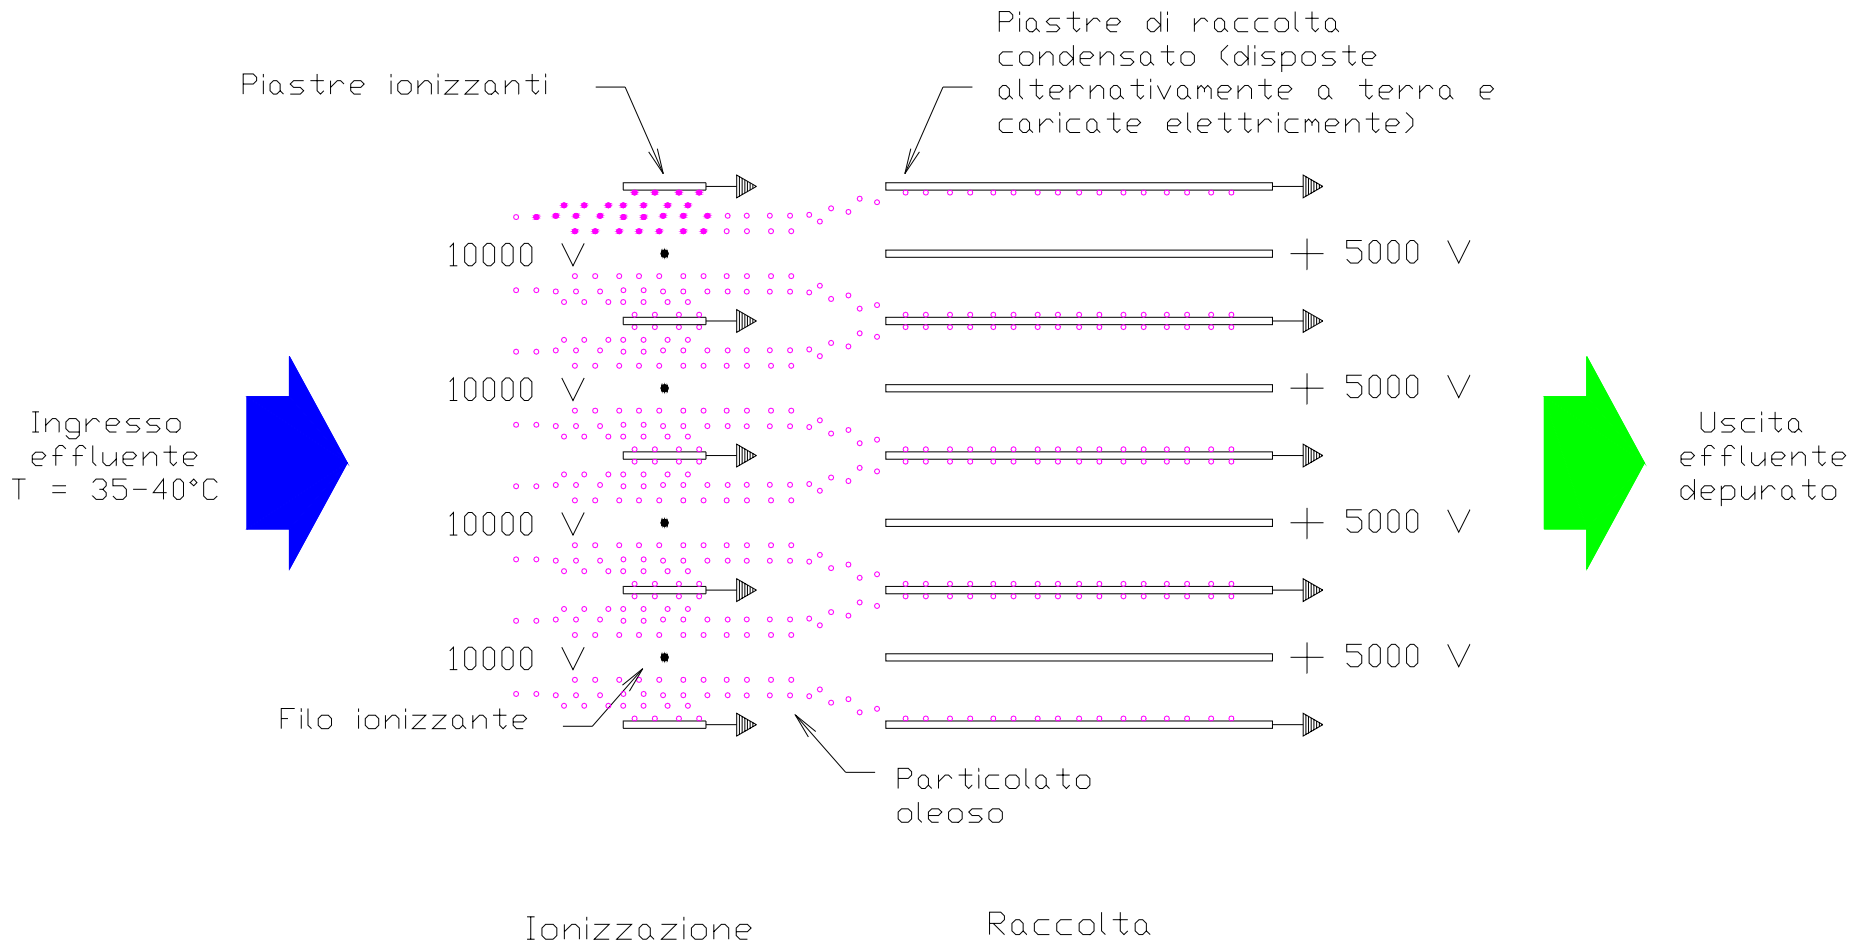 Piastre di raccolta
condensato (disposte
alternativamente a terra e
caricate elettricmente)
Piastre ionizzanti
10000 V
5000 V
10000 V
5000 V
Ingresso
effluente
T = 35-40°C
Uscita
effluente
depurato
10000 V
5000 V
10000 V
5000 V
Filo ionizzante
Particolato
oleoso
Ionizzazione
Raccolta